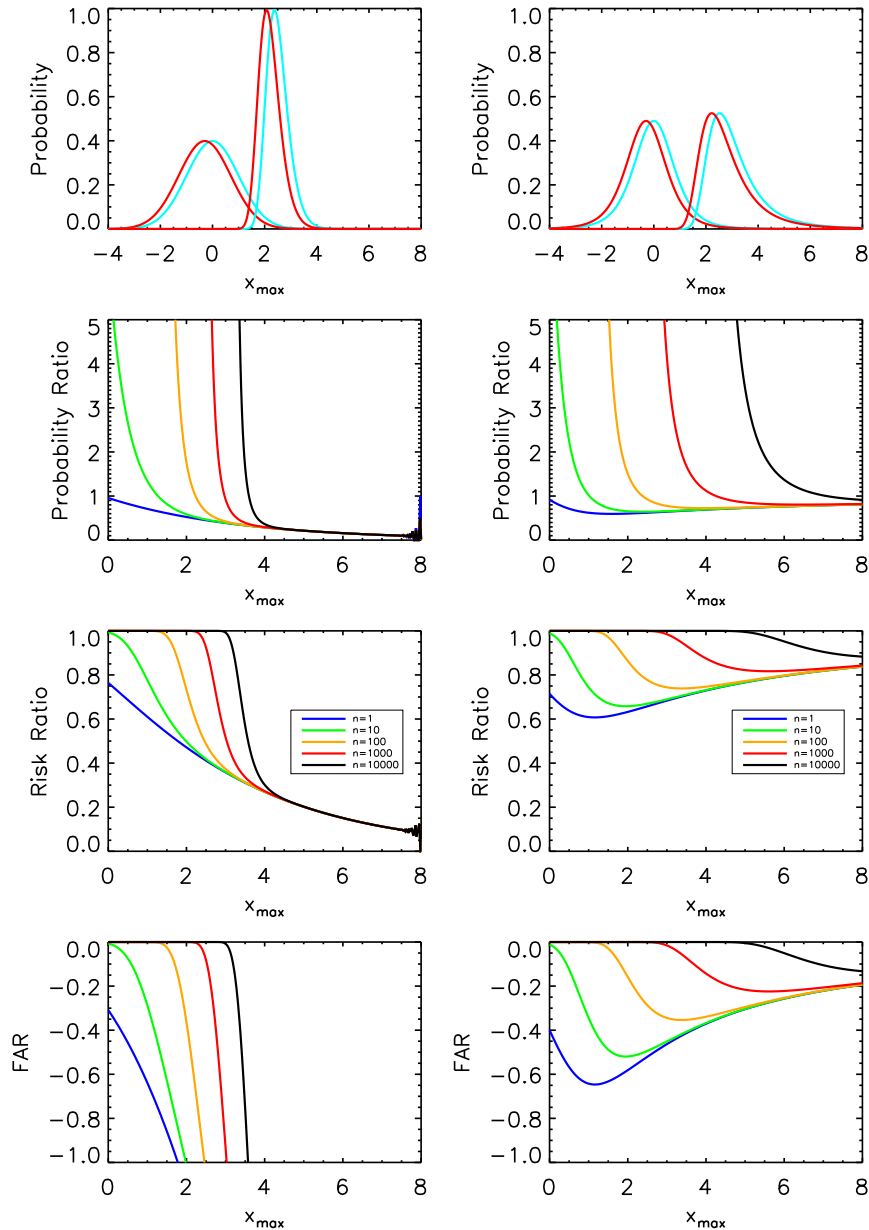 Probability
1.0
0.8
0.6
0.4
0.2
0.0
−4 −2 0 2 4 6 8
xmax
Probability
1.0
0.8
0.6
0.4
0.2
0.0
−4 −2 0 2 4 6 8
xmax
Probability Ratio
5
4
3
2
1
0
0 2 4 6 8
xmax
Probability Ratio
5
4
3
2
1
0
0 2 4 6 8
xmax
Risk Ratio
1.0
0.8
0.6
0.4
0.2
0.0
n=1
n=10
n=100
n=1000
n=10000
0 2 4 6 8
xmax
Risk Ratio
1.0
0.8
0.6
0.4
0.2
0.0
n=1
n=10
n=100
n=1000
n=10000
0 2 4 6 8
xmax
FAR
0.0
−0.2
−0.4
−0.6
−0.8
−1.0
0 2 4 6 8
xmax
FAR
0.0
−0.2
−0.4
−0.6
−0.8
−1.0
0 2 4 6 8
xmax